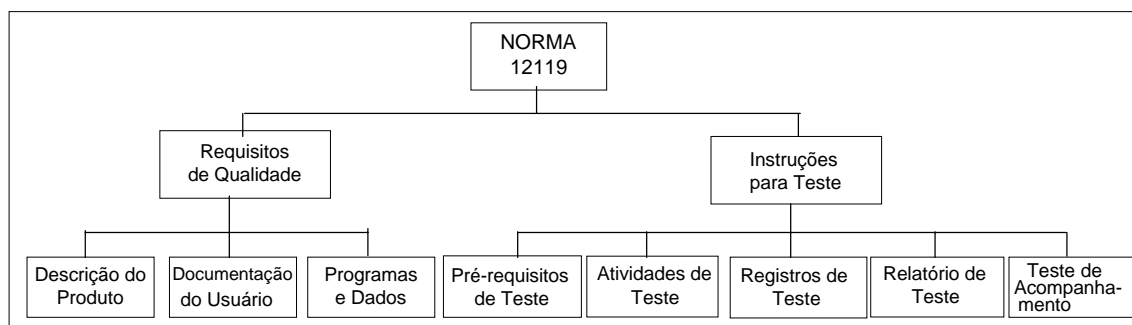 NORMA
12119
Requisitos
de Qualidade
Instruções
para Teste
Descrição do
Produto
Documentação
do Usuário
Programas
e Dados
Pré-requisitos
de Teste
Atividades de
Teste
Registros de
Teste
Relatório de
Teste
Teste de
Acompanha-
mento